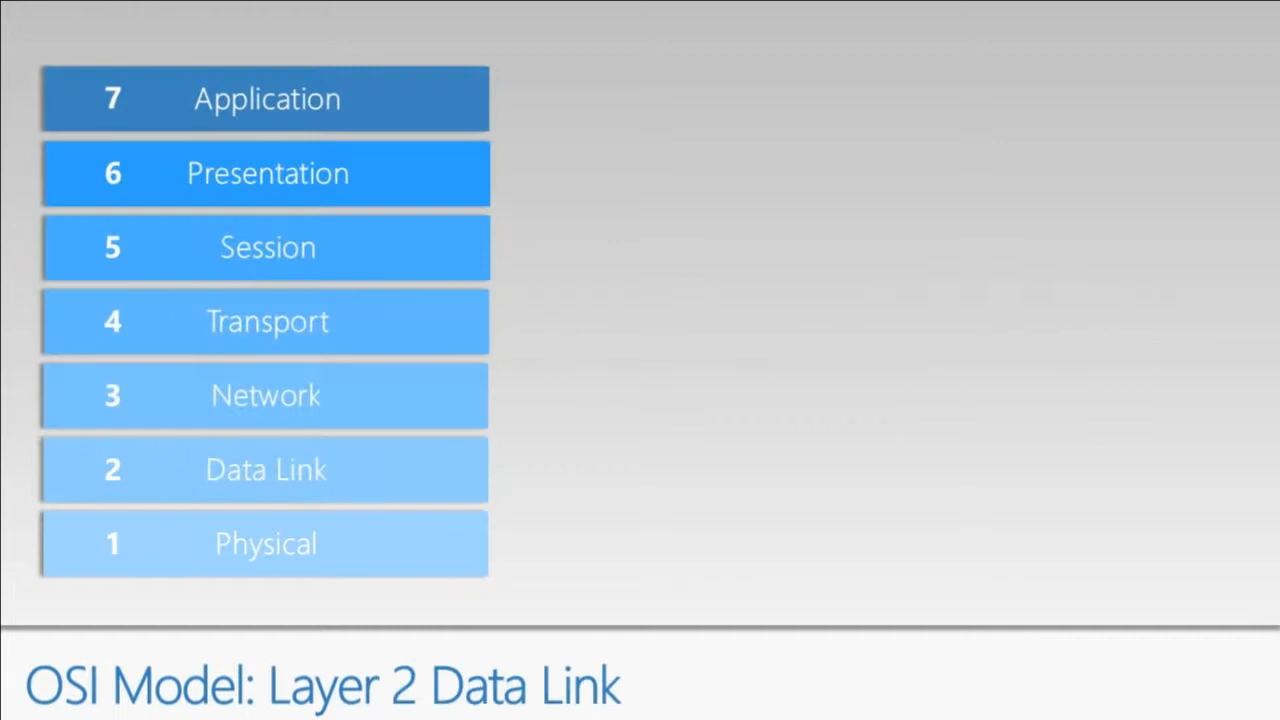 7 Application
6 Presentation
5 Session
4 Transport
3 Network
2 Data Link
1 Physical
OSI Model: Layer 2 Data Link